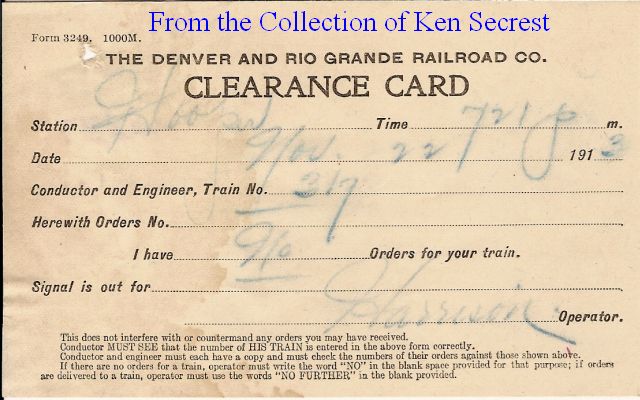 From the Collection of Ken Secrest
Form 3249. 1000M.
THE DENVER AND RIO GRANDE RAILROAD CO.
CLEARANCE CARD
Station Hooper Time 721 p m.
Date Nov. 22 1913
Conductor and Engineer, Train No. 317
Herewith Orders No.
I have No Orders for your train.
Signal is out for
Harrison Operator.
This does not interfere with or countermand any orders you may have received.
Conductor MUST SEE that the number of HIS TRAIN is entered in the above form correctly.
Conductor and engineer must each have a copy and must check the numbers of their orders against those shown above.
If there are no orders for a train, operator must write the word "NO" in the blank space provided for that purpose; if orders
are delivered to a train, operator must use the words "NO FURTHER" in the blank provided.